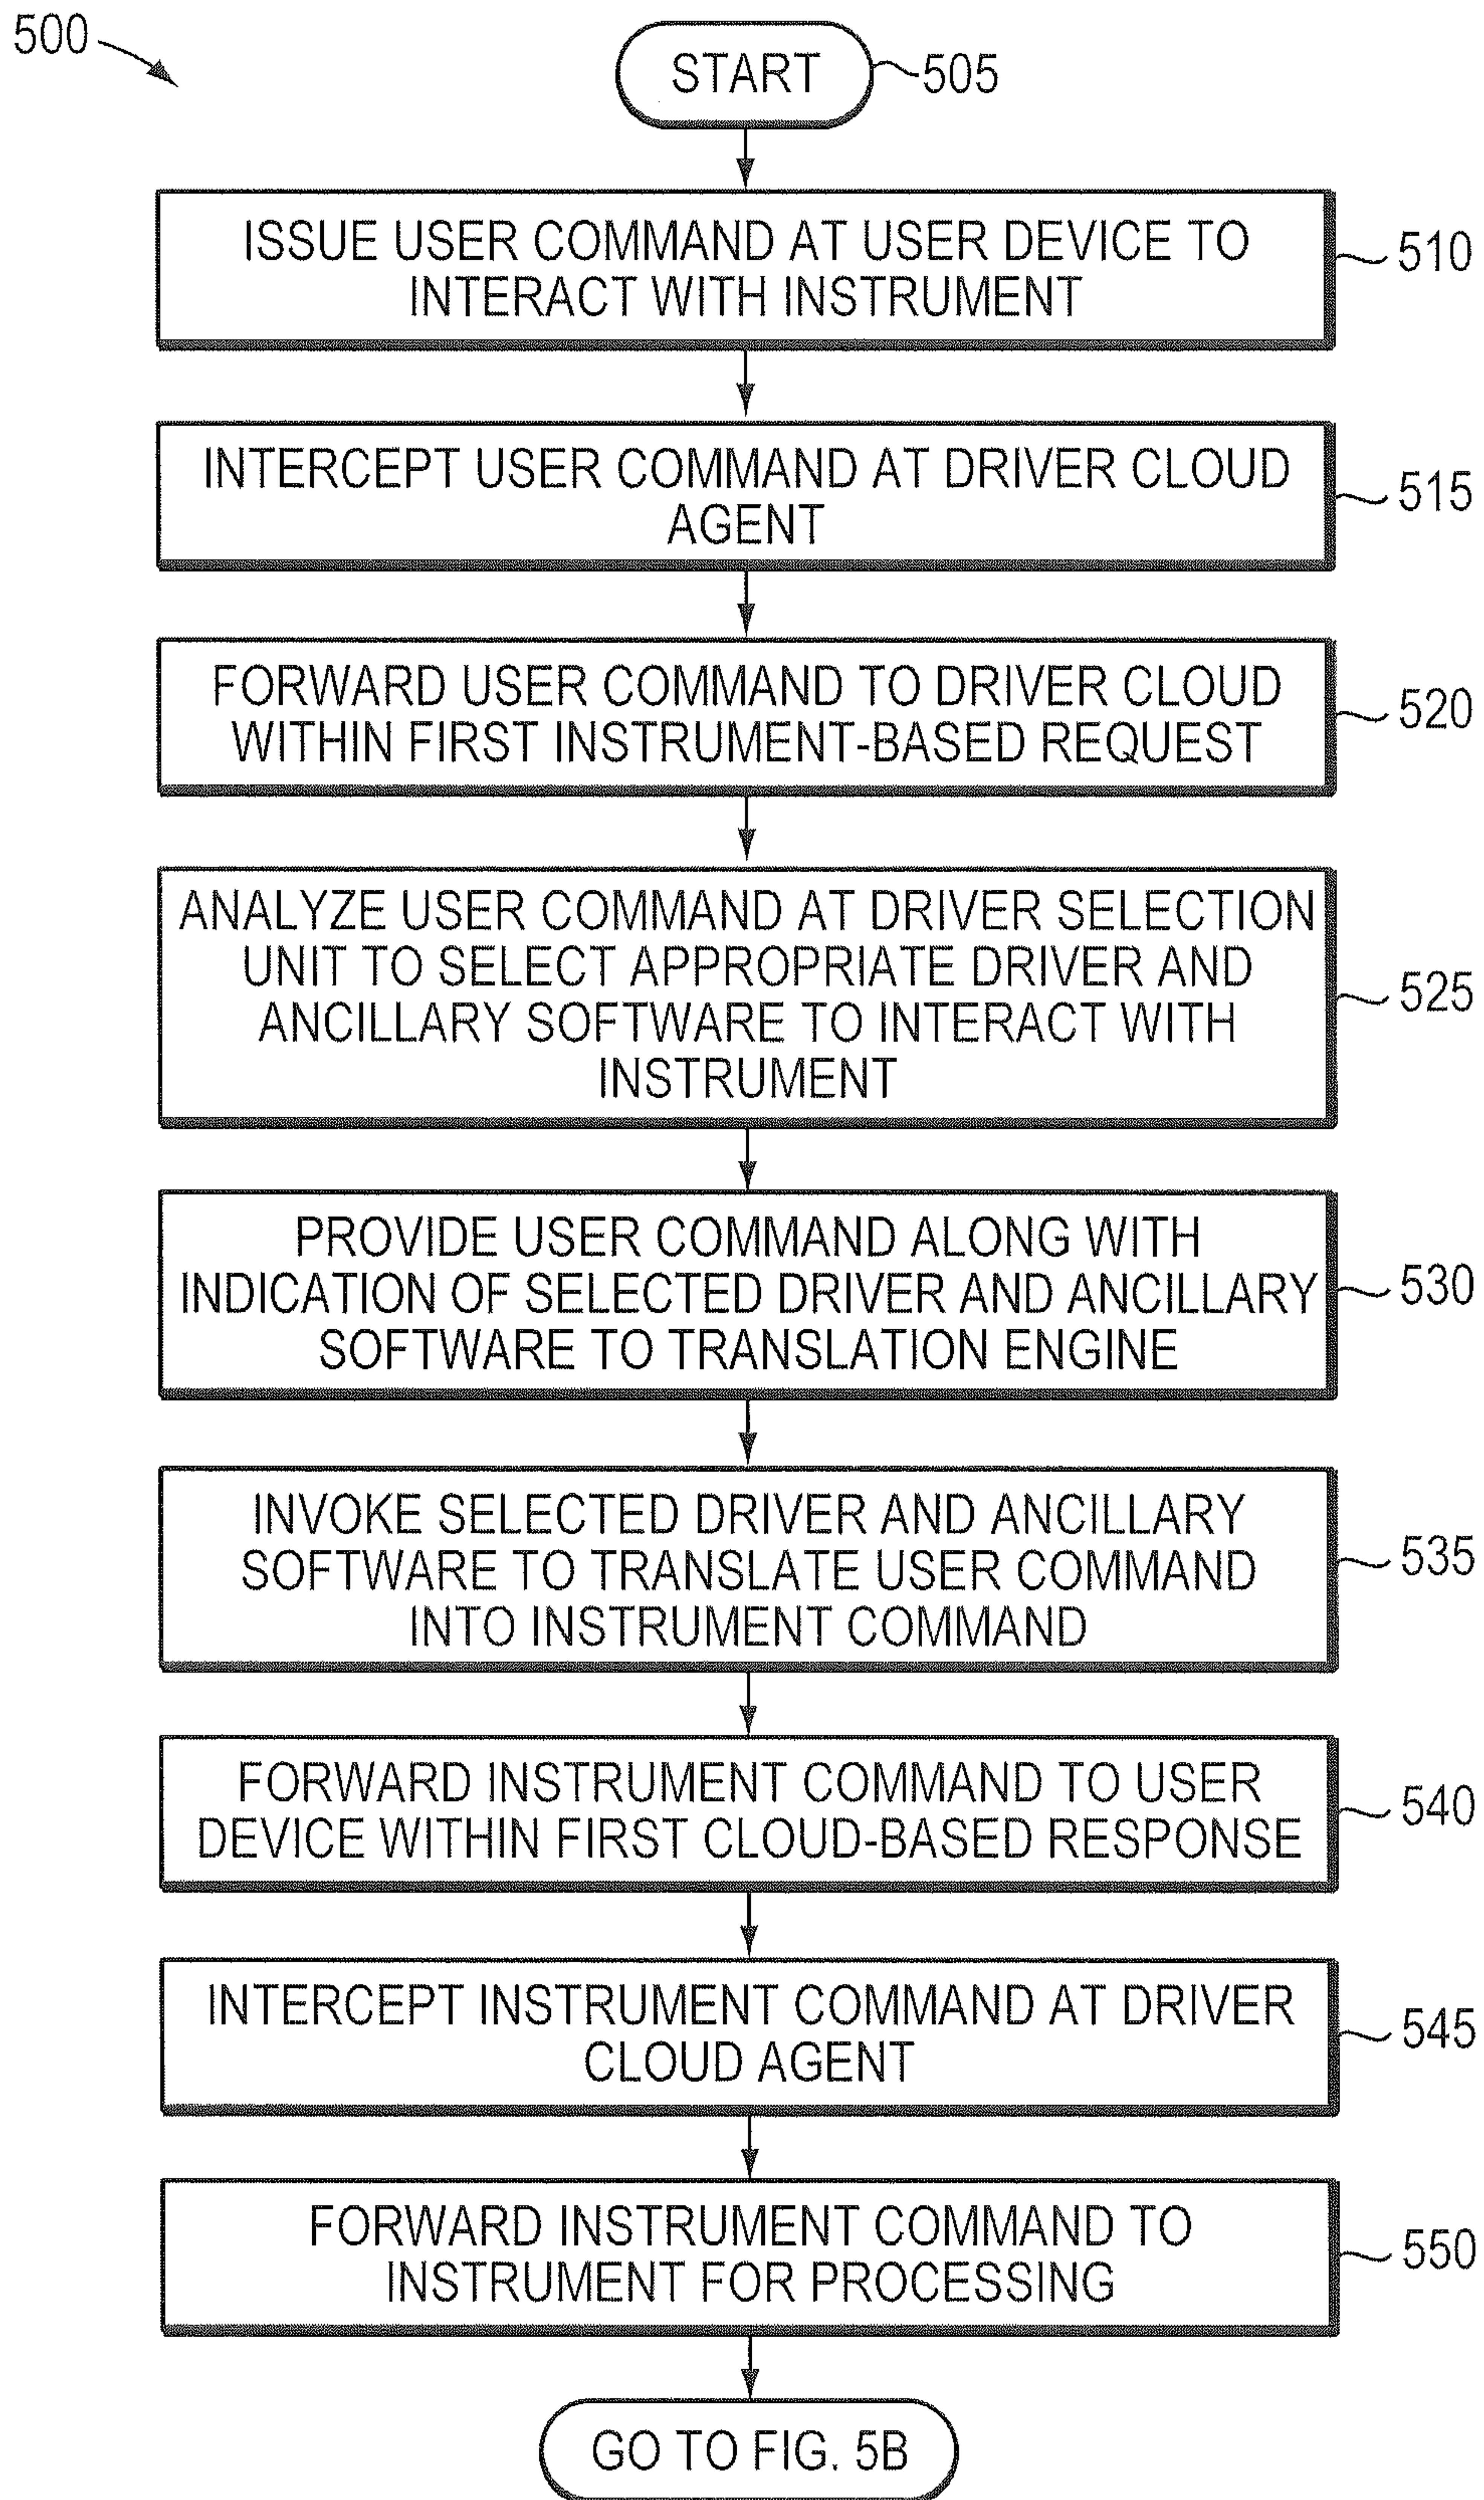 500
START
505
ISSUE USER COMMAND AT USER DEVICE TO
INTERACT WITH INSTRUMENT
510
INTERCEPT USER COMMAND AT DRIVER CLOUD
AGENT
515
FORWARD USER COMMAND TO DRIVER CLOUD
WITHIN FIRST INSTRUMENT-BASED REQUEST
520
ANALYZE USER COMMAND AT DRIVER SELECTION
UNIT TO SELECT APPROPRIATE DRIVER AND
ANCILLARY SOFTWARE TO INTERACT WITH
INSTRUMENT
525
PROVIDE USER COMMAND ALONG WITH
INDICATION OF SELECTED DRIVER AND ANCILLARY
SOFTWARE TO TRANSLATION ENGINE
530
INVOKE SELECTED DRIVER AND ANCILLARY
SOFTWARE TO TRANSLATE USER COMMAND
INTO INSTRUMENT COMMAND
535
FORWARD INSTRUMENT COMMAND TO USER
DEVICE WITHIN FIRST CLOUD-BASED RESPONSE
540
INTERCEPT INSTRUMENT COMMAND AT DRIVER
CLOUD AGENT
545
FORWARD INSTRUMENT COMMAND TO
INSTRUMENT FOR PROCESSING
550
GO TO FIG. 5B